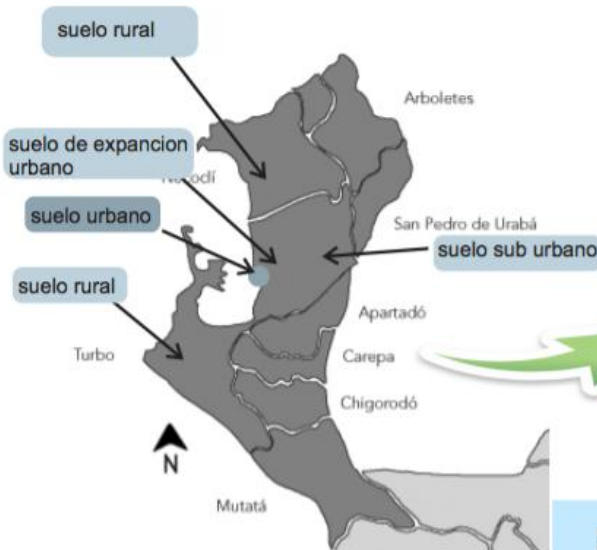 suelo rural
Arboletes
suelo de expancion
urbano
suelo urbano
San Pedro de Urabá
suelo sub urbano
suelo rural
Apartadó
Turbo
Carepa
Chigorodó
N
Mutatá